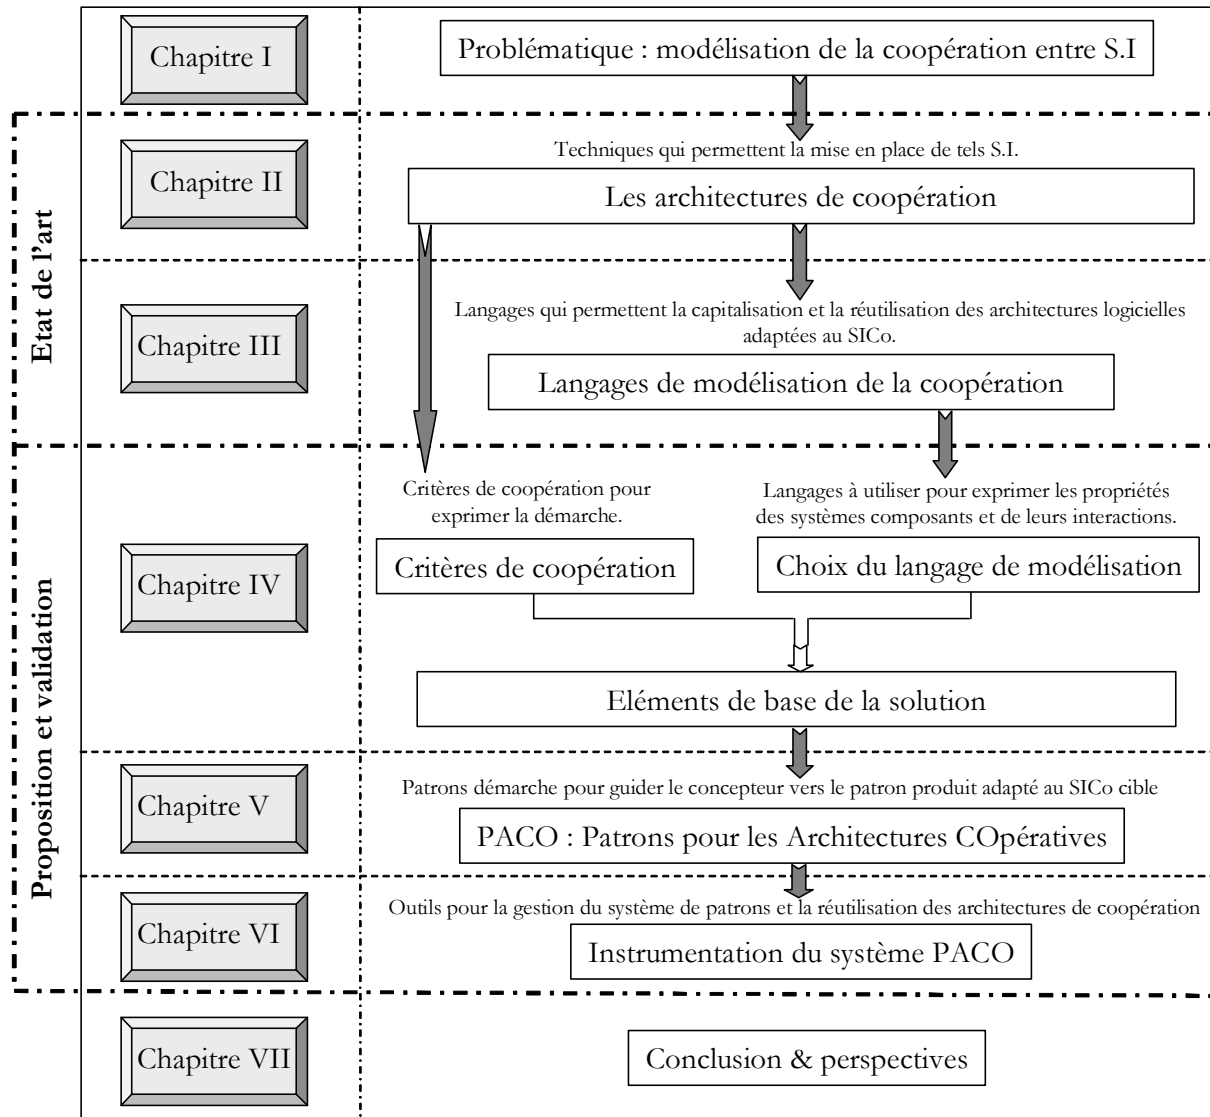 Chapitre I
Problématique : modélisation de la coopération entre S.I
Etat de l'art
Chapitre II
Techniques qui permettent la mise en place de tels S.I.
Les architectures de coopération
Chapitre III
Langages qui permettent la capitalisation et la réutilisation des architectures logicielles
adaptées au SICo.
Langages de modélisation de la coopération
Proposition et validation
Chapitre IV
Critères de coopération pour
exprimer la démarche.
Critères de coopération
Langages à utiliser pour exprimer les propriétés
des systèmes composants et de leurs interactions.
Choix du langage de modélisation
Eléments de base de la solution
Chapitre V
Patrons démarche pour guider le concepteur vers le patron produit adapté au SICo cible
PACO : Patrons pour les Architectures COpératives
Chapitre VI
Outils pour la gestion du système de patrons et la réutilisation des architectures de coopération
Instrumentation du système PACO
Chapitre VII
Conclusion & perspectives